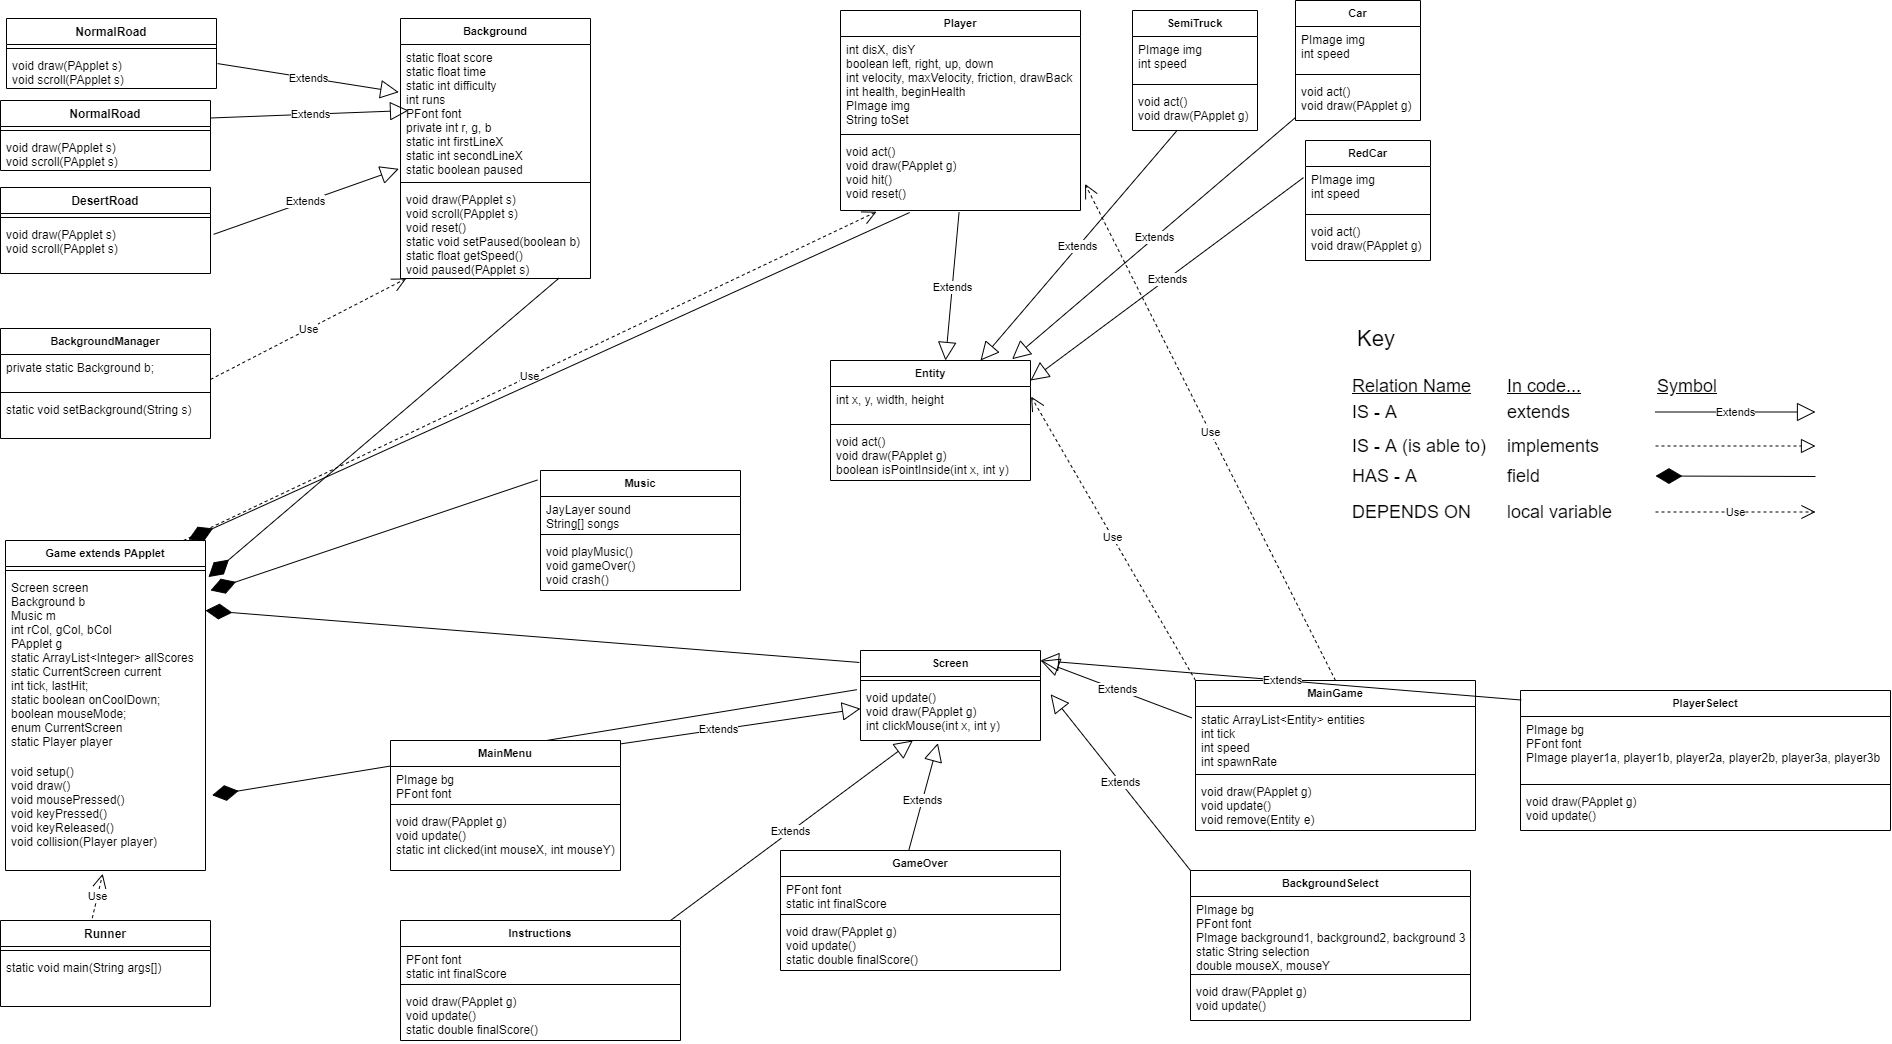 NormalRoad
void draw(PApplet s)
void scroll(PApplet s)
Extends
NormalRoad
void draw(PApplet s)
void scroll(PApplet s)
Extends
DesertRoad
void draw(PApplet s)
void scroll(PApplet s)
Extends
Background
static float score
static float time
static int difficulty
int runs
PFont font
private int r, g, b
static int firstLineX
static int secondLineX
static boolean paused
void draw(PApplet s)
void scroll(PApplet s)
void reset()
static void setPaused(boolean b)
static float getSpeed()
void paused(PApplet s)
BackgroundManager
private static Background b;
static void setBackground(String s)
Use
Use
Player
int disX, disY
boolean left, right, up, down
int velocity, maxVelocity, friction, drawBack
int health, beginHealth
PImage img
String toSet
void act()
void draw(PApplet g)
void hit()
void reset()
Extends
SemiTruck
PImage img
int speed
void act()
void draw(PApplet g)
Extends
Car
PImage img
int speed
void act()
void draw(PApplet g)
Extends
RedCar
PImage img
int speed
void act()
void draw(PApplet g)
Extends
Entity
int x, y, width, height
void act()
void draw(PApplet g)
boolean isPointInside(int x, int y)
Use
Use
Key
Relation Name In code... Symbol
IS - A extends Extends
IS - A (is able to) implements
HAS - A field
DEPENDS ON local variable Use
Music
JayLayer sound
String[] songs
void playMusic()
void gameOver()
void crash()
Game extends PApplet
Screen screen
Background b
Music m
int rCol, gCol, bCol
PApplet g
static ArrayList<Integer> allScores
static CurrentScreen current
int tick, lastHit;
static boolean onCoolDown;
boolean mouseMode;
enum CurrentScreen
static Player player
void setup()
void draw()
void mousePressed()
void keyPressed()
void keyReleased()
void collision(Player player)
Use
Runner
static void main(String args[])
Screen
void update()
void draw(PApplet g)
int clickMouse(int x, int y)
MainMenu
PImage bg
PFont font
void draw(PApplet g)
void update()
static int clicked(int mouseX, int mouseY)
Extends
Instructions
PFont font
static int finalScore
void draw(PApplet g)
void update()
static double finalScore()
Extends
GameOver
PFont font
static int finalScore
void draw(PApplet g)
void update()
static double finalScore()
Extends
MainGame
static ArrayList<Entity> entities
int tick
int speed
int spawnRate
void draw(PApplet g)
void update()
void remove(Entity e)
Extends
PlayerSelect
PImage bg
PFont font
PImage player1a, player1b, player2a, player2b, player3a, player3b
void draw(PApplet g)
void update()
Extends
BackgroundSelect
PImage bg
PFont font
PImage background1, background2, background 3
static String selection
double mouseX, mouseY
void draw(PApplet g)
void update()
Extends